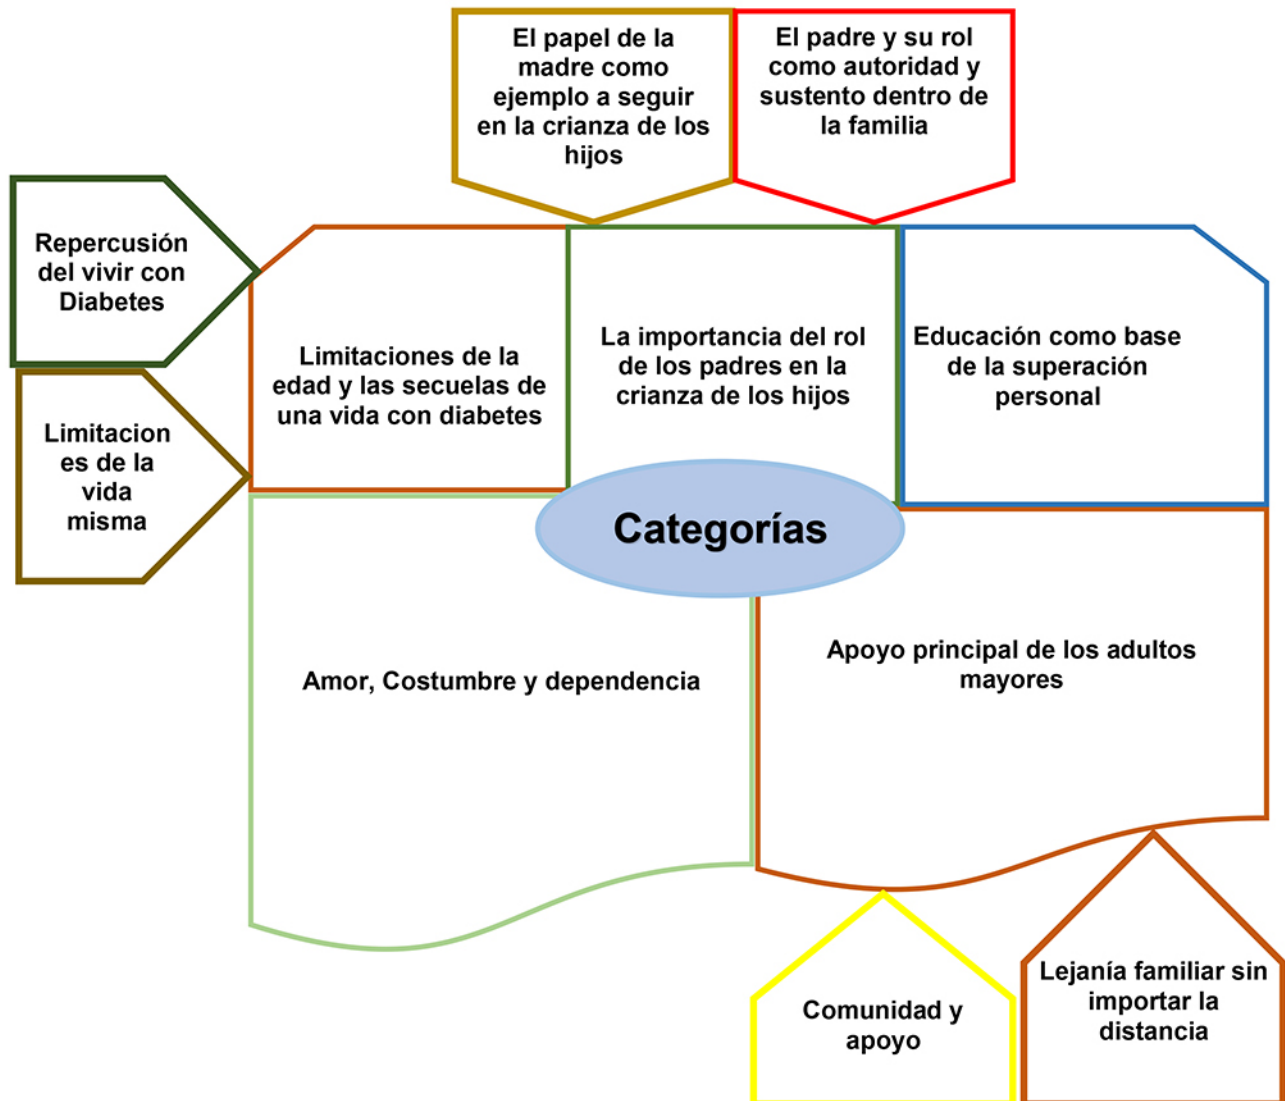 El papel de la
madre como
ejemplo a seguir
en la crianza de los
hijos
El padre y su rol
como autoridad y
sustento dentro de
la familia
Repercusión
del vivir con
Diabetes
Limitacion
es de la
vida
misma
Limitaciones de la
edad y las secuelas de
una vida con diabetes
La importancia del rol
de los padres en la
crianza de los hijos
Educación como base
de la superación
personal
Categorías
Amor, Costumbre y dependencia
Apoyo principal de los adultos
mayores
Comunidad y
apoyo
Lejanía familiar sin
importar la
distancia